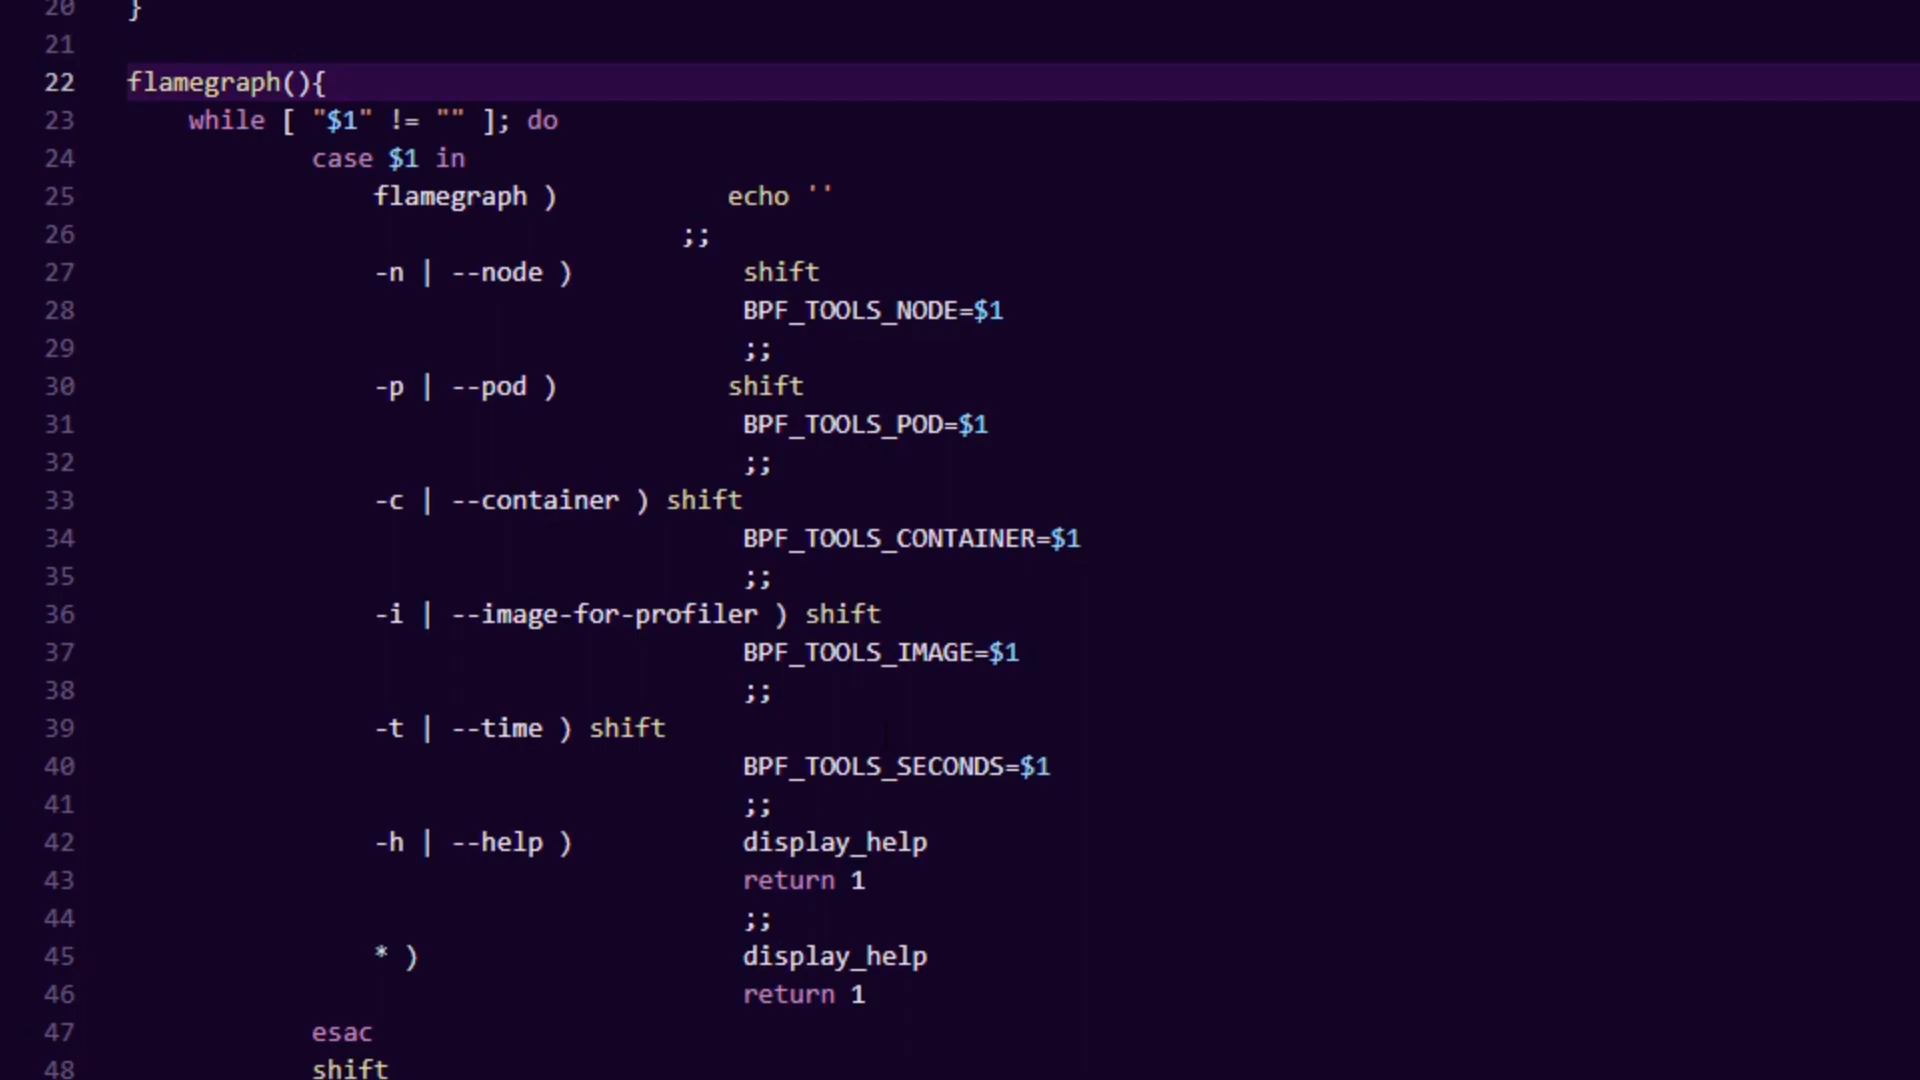 20 }
21
22 flamegraph(){
23 while [ "$1" != "" ]; do
24 case $1 in
25 flamegraph ) echo ''
26 ;;
27 -n | --node ) shift
28 BPF_TOOLS_NODE=$1
29 ;;
30 -p | --pod ) shift
31 BPF_TOOLS_POD=$1
32 ;;
33 -c | --container ) shift
34 BPF_TOOLS_CONTAINER=$1
35 ;;
36 -i | --image-for-profiler ) shift
37 BPF_TOOLS_IMAGE=$1
38 ;;
39 -t | --time ) shift
40 BPF_TOOLS_SECONDS=$1
41 ;;
42 -h | --help ) display_help
43 return 1
44 ;;
45 * ) display_help
46 return 1
47 esac
48 shift